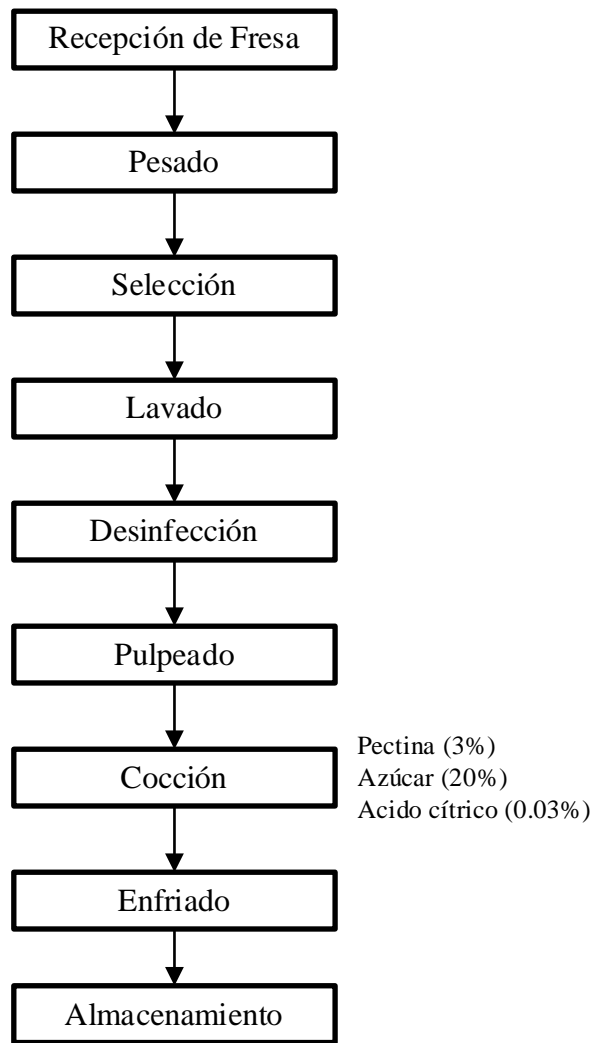 Recepción de Fresa
Pesado
Selección
Lavado
Desinfección
Pulpeado
Cocción
Pectina (3%)
Azúcar (20%)
Acido cítrico (0.03%)
Enfriado
Almacenamiento